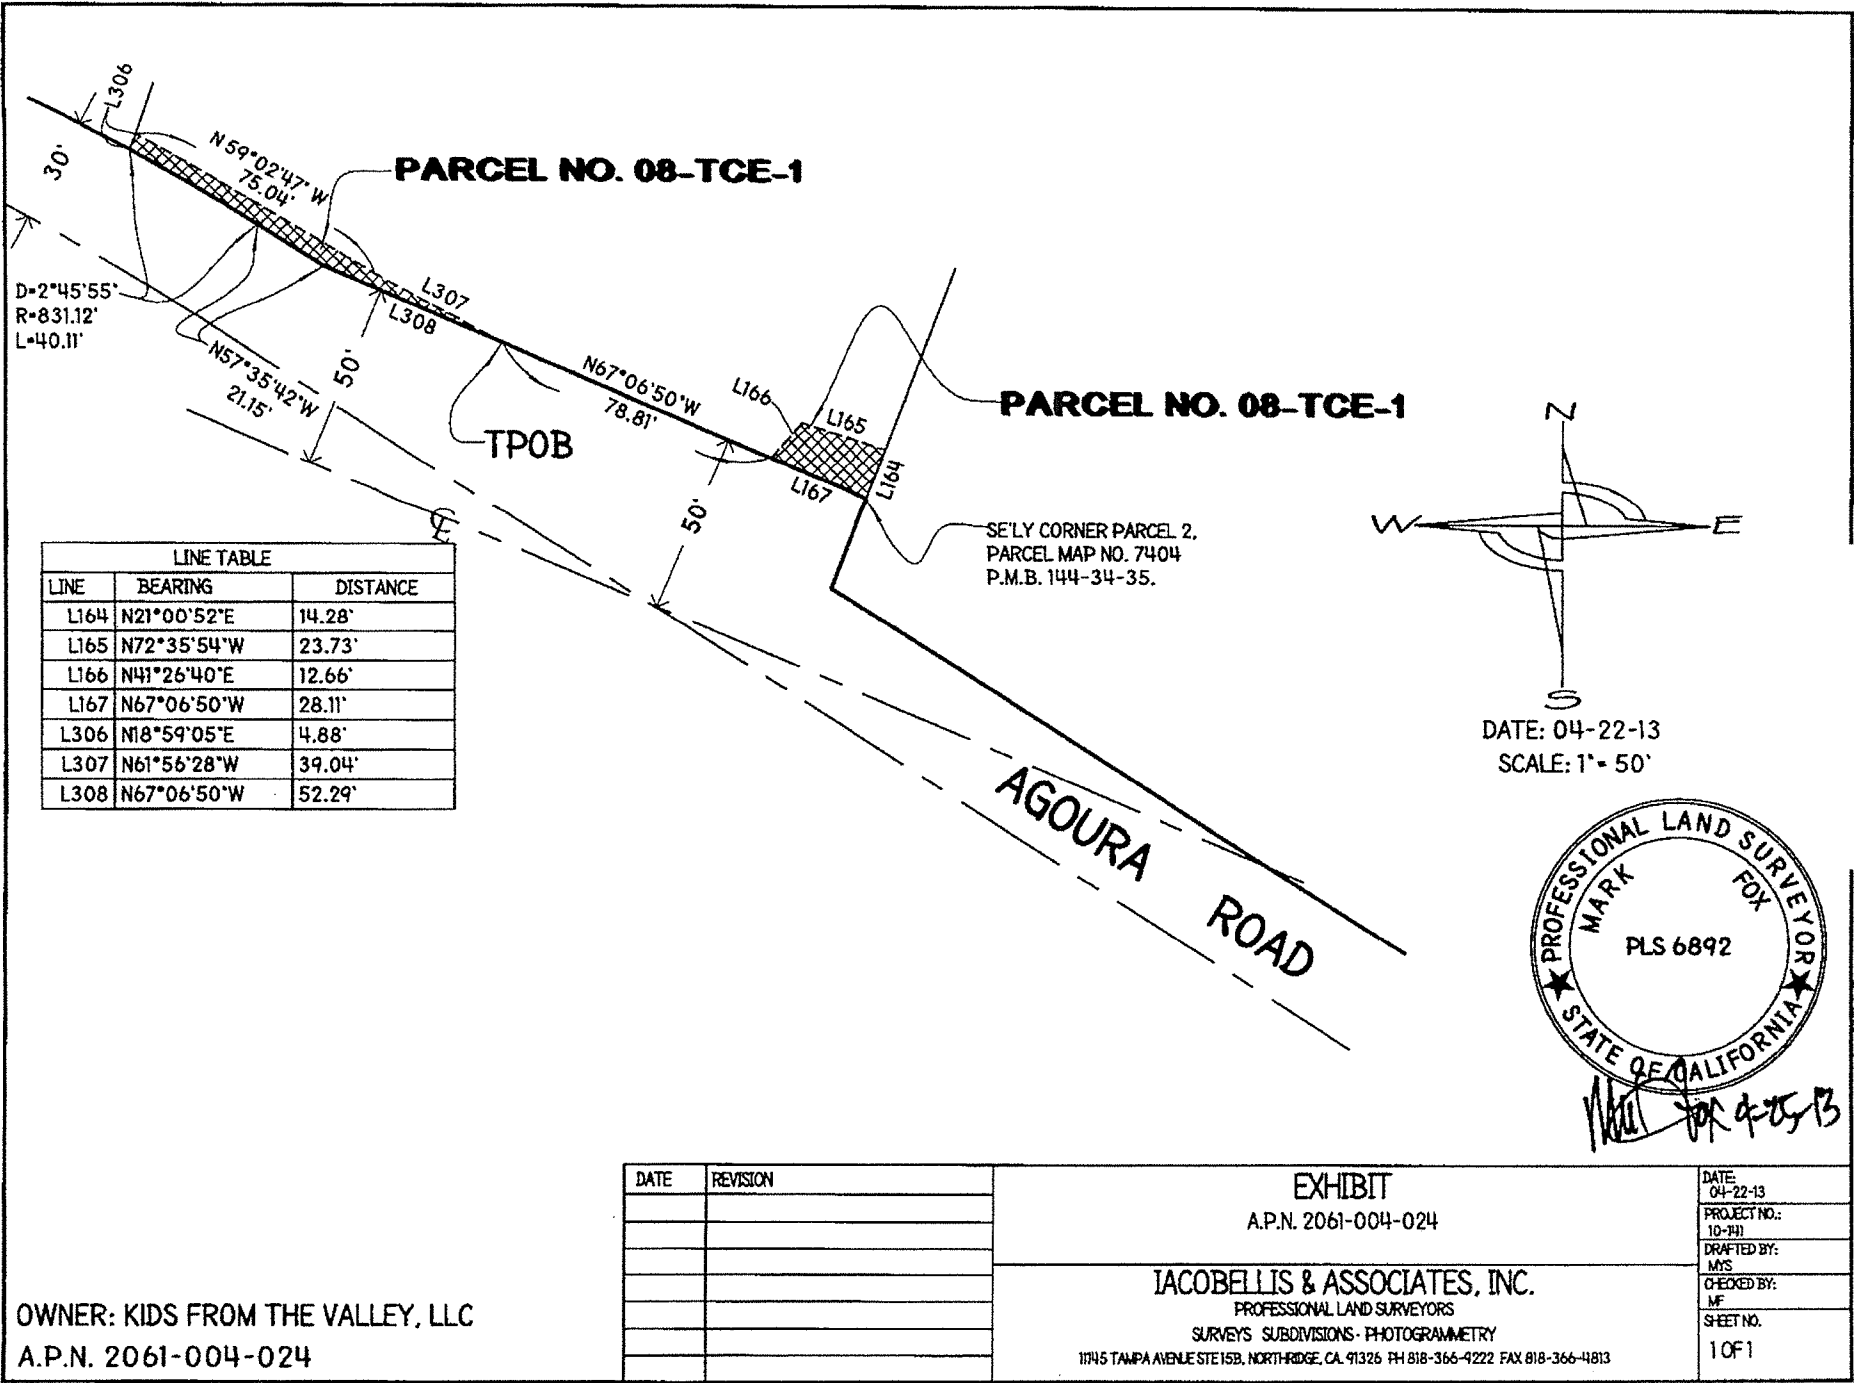 L306
30'
N 59°02'47" W
75.04'
PARCEL NO. 08-TCE-1
D=2°45'55"
R=831.12'
L=40.11'
N57°35'42"W
21.15'
50'
L307
L308
TPOB
N67°06'50"W
78.81'
L166
L165
L164
L167
PARCEL NO. 08-TCE-1
50'
SE'LY CORNER PARCEL 2,
PARCEL MAP NO. 7404
P.M.B. 144-34-35.
N
W E
S
DATE: 04-22-13
SCALE: 1"= 50'
LINE TABLE
LINE BEARING DISTANCE
L164 N21°00'52"E 14.28'
L165 N72°35'54"W 23.73'
L166 N41°26'40"E 12.66'
L167 N67°06'50"W 28.11'
L306 N18°59'05"E 4.88'
L307 N61°56'28"W 39.04'
L308 N67°06'50"W 52.29'
AGOURA ROAD
PROFESSIONAL LAND SURVEYOR
MARK FOX
PLS 6892
STATE OF CALIFORNIA
4-25-13
OWNER: KIDS FROM THE VALLEY, LLC
A.P.N. 2061-004-024
DATE REVISION
EXHIBIT
A.P.N. 2061-004-024
IACOBELLIS & ASSOCIATES, INC.
PROFESSIONAL LAND SURVEYORS
SURVEYS SUBDIVISIONS · PHOTOGRAMMETRY
11145 TAMPA AVENUE STE 15B, NORTHRIDGE, CA. 91326 PH 818-366-9222 FAX 818-366-4813
DATE:
04-22-13
PROJECT NO.:
10-141
DRAFTED BY:
MYS
CHECKED BY:
MF
SHEET NO.
1 OF 1